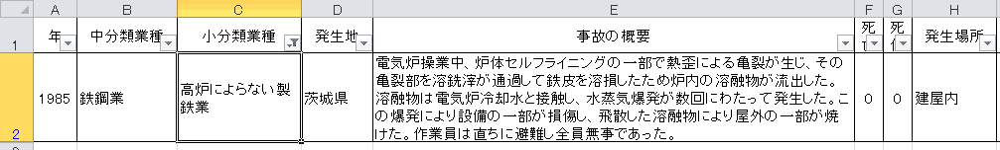 A B C D E F G H
1 年 中分類業種 小分類業種 発生地 事故の概要 死 死 発生場所
電気炉操業中、炉体セルフライニングの一部で熱歪による亀裂が生じ、その
亀裂部を溶銑滓が通過して鉄皮を溶損したため炉内の溶融物が流出した。
1985 鉄鋼業 高炉によらない製 茨城県 溶融物は電気炉冷却水と接触し、水蒸気爆発が数回にわたって発生した。こ 0 0 建屋内
鉄業
の爆発により設備の一部が損傷し、飛散した溶融物により屋外の一部が焼
2 けた。作業員は直ちに避難し全員無事であった。